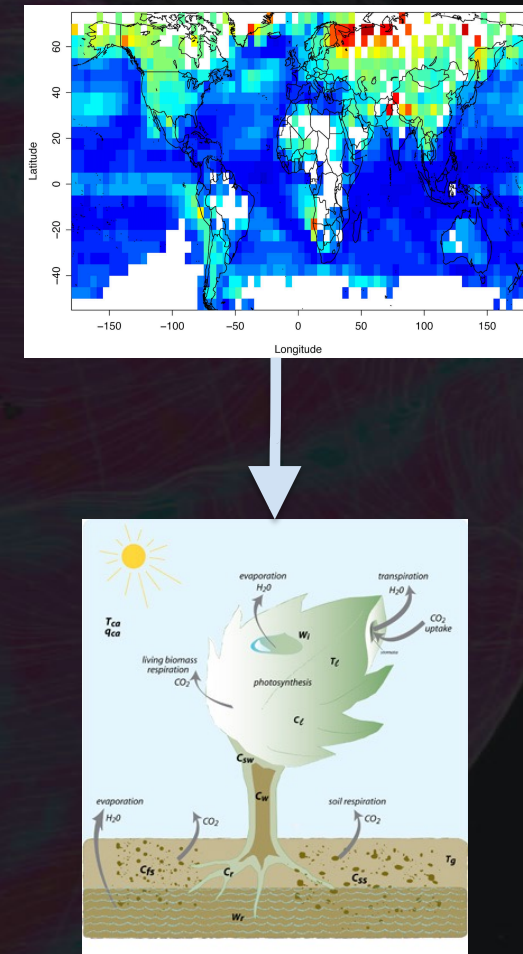 60
40
20
0
−20
−40
Latitude
−150
−100
−50
0
50
100
150
Longitude
evaporation
H20
transpiration
H20
CO2
uptake
Tca
qca
Wl
living biomass
respiration
CO2
Tℓ
photosynthesis
Cℓ
Csw
Cw
evaporation
H20
CO2
soil respiration
CO2
Cfs
Cr
Css
Tg
Wr